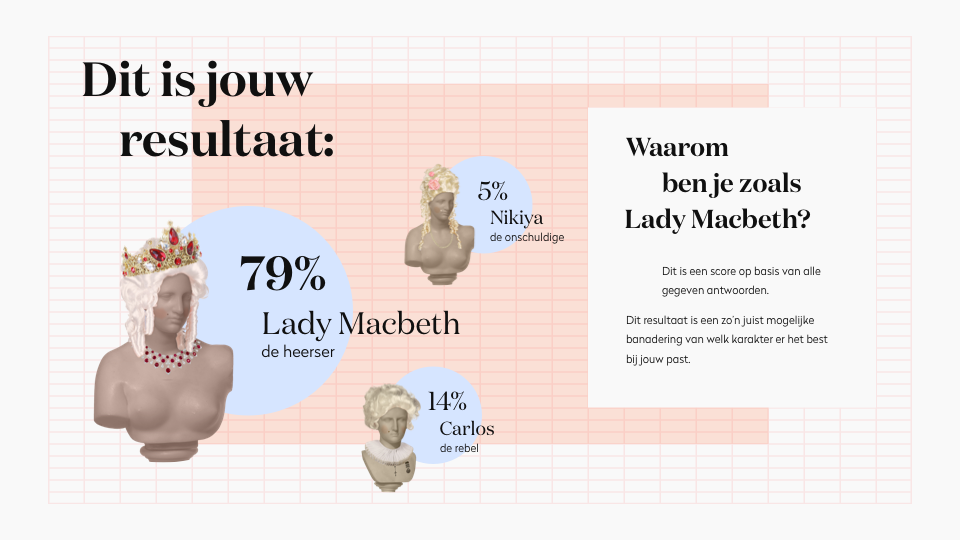 Dit is jouw
resultaat:
5%
Nikiya
de onschuldige
79%
Lady Macbeth
de heerser
14%
Carlos
de rebel
Waarom
ben je zoals
Lady Macbeth?
Dit is een score op basis van alle
gegeven antwoorden.
Dit resultaat is een zo'n juist mogelijke
banadering van welk karakter er het best
bij jouw past.